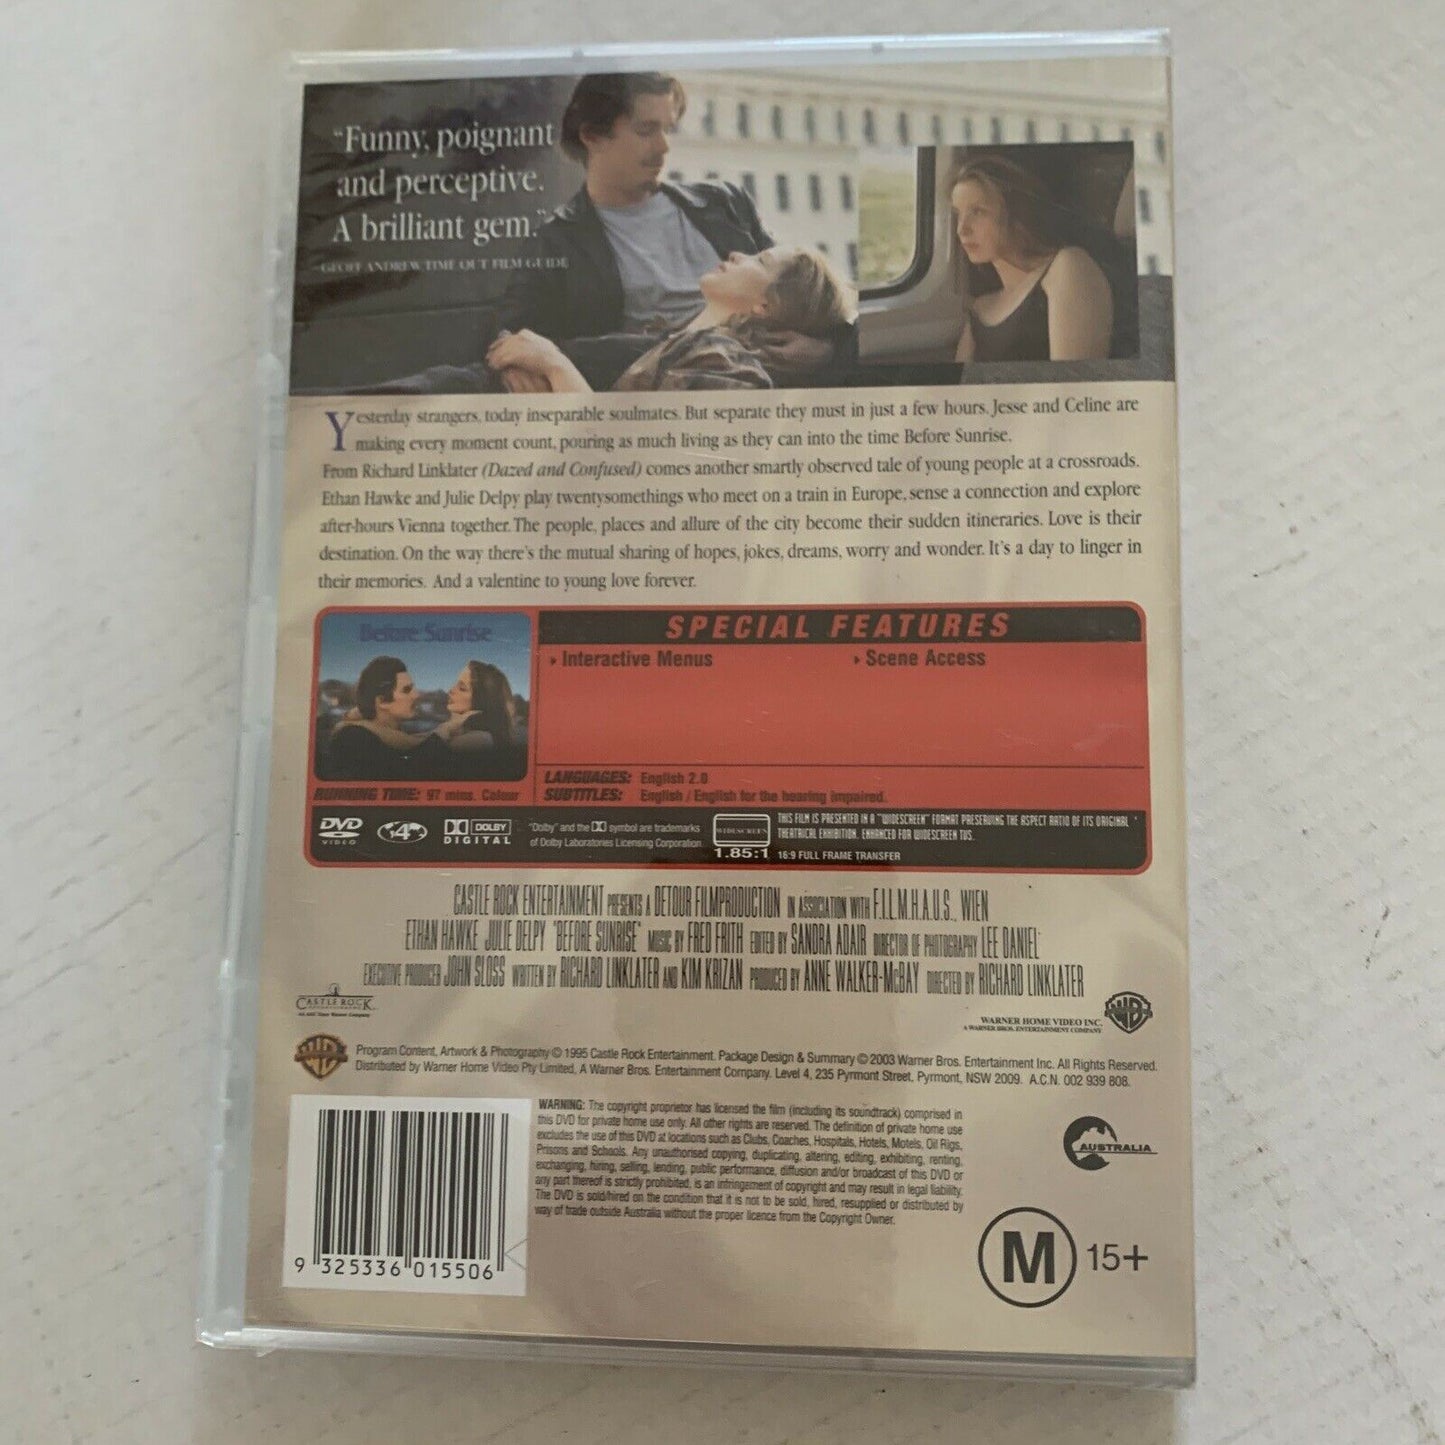 "Funny, poignant
and perceptive.
A brilliant gem."
GEOFF ANDREW TIME OUT FILM GUIDE
Yesterday strangers, today inseparable soulmates. But separate they must in just a few hours. Jesse and Celine are
making every moment count, pouring as much living as they can into the time Before Sunrise.
From Richard Linklater (Dazed and Confused) comes another smartly observed tale of young people at a crossroads.
Ethan Hawke and Julie Delpy play twentysomethings who meet on a train in Europe, sense a connection and explore
after-hours Vienna together. The people, places and allure of the city become their sudden itineraries. Love is their
destination. On the way there's the mutual sharing of hopes, jokes, dreams, worry and wonder. It's a day to linger in
their memories. And a valentine to young love forever.
Before Sunrise
SPECIAL FEATURES
Interactive Menus
Scene Access
LANGUAGES: English 2.0
RUNNING TIME: 97 mins. Colour
SUBTITLES: English / English for the hearing impaired.
DVD
VIDEO
4
DOLBY
DIGITAL
"Dolby" and the DD symbol are trademarks
of Dolby Laboratories Licensing Corporation.
WIDESCREEN
1.85:1
THIS FILM IS PRESENTED IN A "WIDESCREEN" FORMAT PRESERVING THE ASPECT RATIO OF ITS ORIGINAL
THEATRICAL EXHIBITION. ENHANCED FOR WIDESCREEN TVS.
16:9 FULL FRAME TRANSFER
CASTLE ROCK ENTERTAINMENT PRESENTS A DETOUR FILMPRODUCTION IN ASSOCIATION WITH F.I.L.M.H.A.U.S., WIEN
ETHAN HAWKE JULIE DELPY "BEFORE SUNRISE" MUSIC BY FRED FRITH EDITED BY SANDRA ADAIR DIRECTOR OF PHOTOGRAPHY LEE DANIEL
EXECUTIVE PRODUCER JOHN SLOSS WRITTEN BY RICHARD LINKLATER AND KIM KRIZAN PRODUCED BY ANNE WALKER-McBAY DIRECTED BY RICHARD LINKLATER
CASTLE ROCK
ENTERTAINMENT
WARNER HOME VIDEO INC.
A WARNER BROS. ENTERTAINMENT COMPANY
WB
WB
Program Content, Artwork & Photography © 1995 Castle Rock Entertainment. Package Design & Summary © 2003 Warner Bros. Entertainment Inc. All Rights Reserved.
Distributed by Warner Home Video Pty Limited, A Warner Bros. Entertainment Company. Level 4, 235 Pyrmont Street, Pyrmont, NSW 2009. A.C.N. 002 939 808.
WARNING: The copyright proprietor has licensed the film (including its soundtrack) comprised in
this DVD for private home use only. All other rights are reserved. The definition of private home use
excludes the use of this DVD at locations such as Clubs, Coaches, Hospitals, Hotels, Motels, Oil Rigs,
Prisons and Schools. Any unauthorised copying, duplicating, altering, editing, exhibiting, renting,
exchanging, hiring, selling, lending, public performance, diffusion and/or broadcast of this DVD or
any part thereof is strictly prohibited, is an infringement of copyright and may result in legal liability.
The DVD is sold/hired on the condition that it is not to be sold, hired, resupplied or distributed by
way of trade outside Australia without the proper licence from the Copyright Owner.
AUSTRALIA
M 15+
9 325336 015506